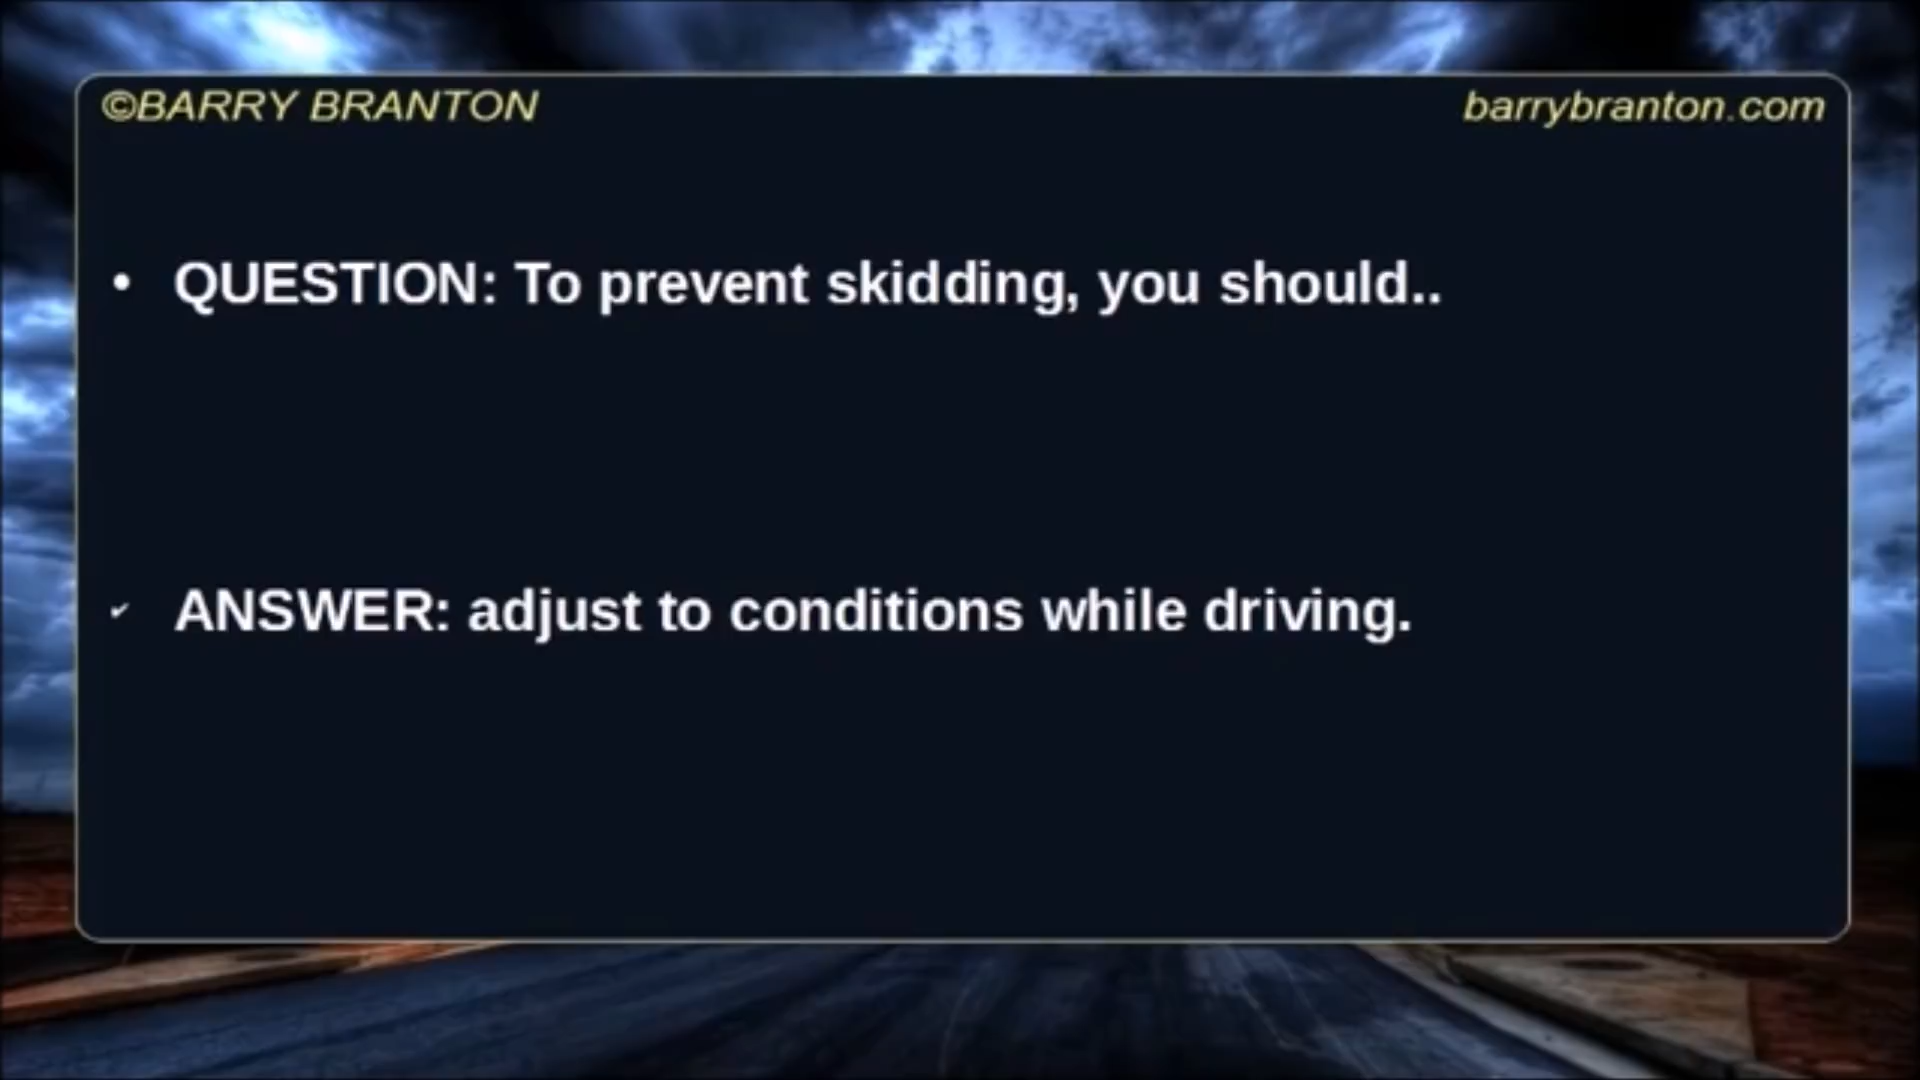 ©BARRY BRANTON
barrybranton.com
• QUESTION: To prevent skidding, you should..
✔ ANSWER: adjust to conditions while driving.